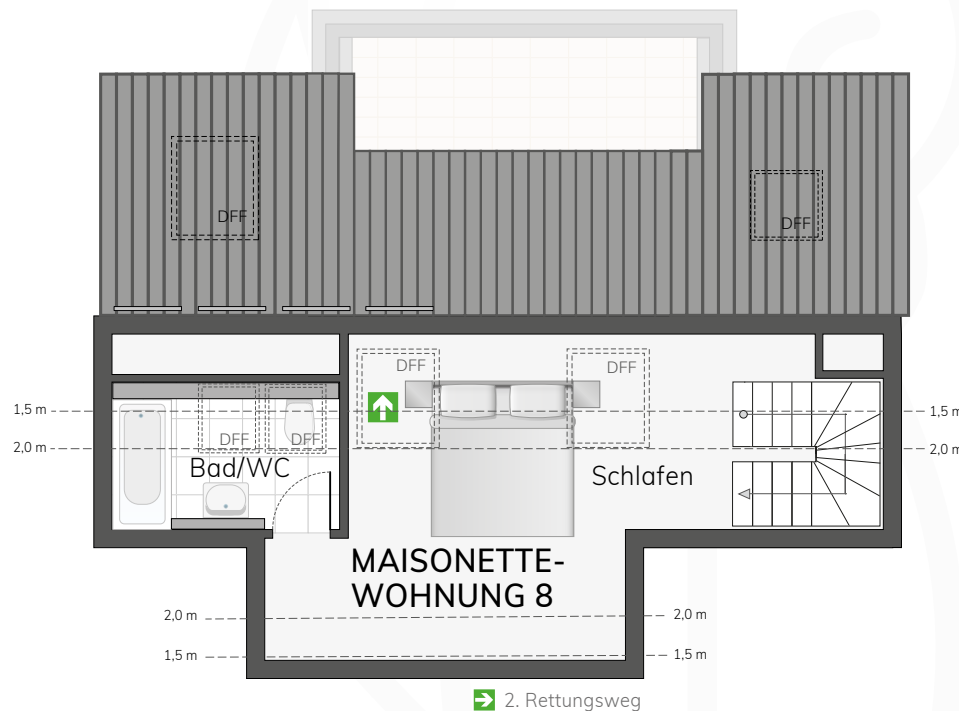 DFF
DFF
DFF
DFF
1,5 m
1,5 m
DFF
DFF
2,0 m
2,0 m
Bad/WC
Schlafen
MAISONETTE-
WOHNUNG 8
2,0 m
2,0 m
1,5 m
1,5 m
2. Rettungsweg